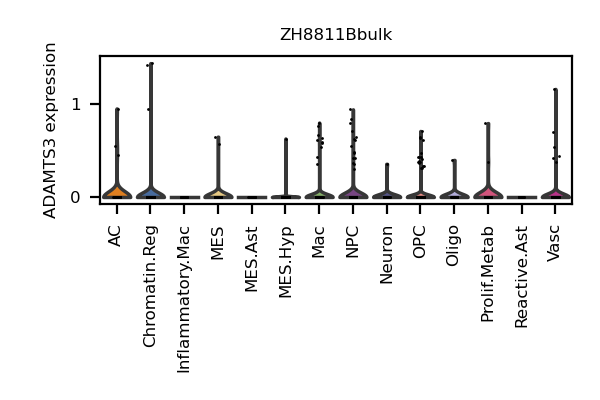 ZH8811Bbulk
ADAMTS3 expression
1
0
AC
Chromatin.Reg
Inflammatory.Mac
MES
MES.Ast
MES.Hyp
Mac
NPC
Neuron
OPC
Oligo
Prolif.Metab
Reactive.Ast
Vasc